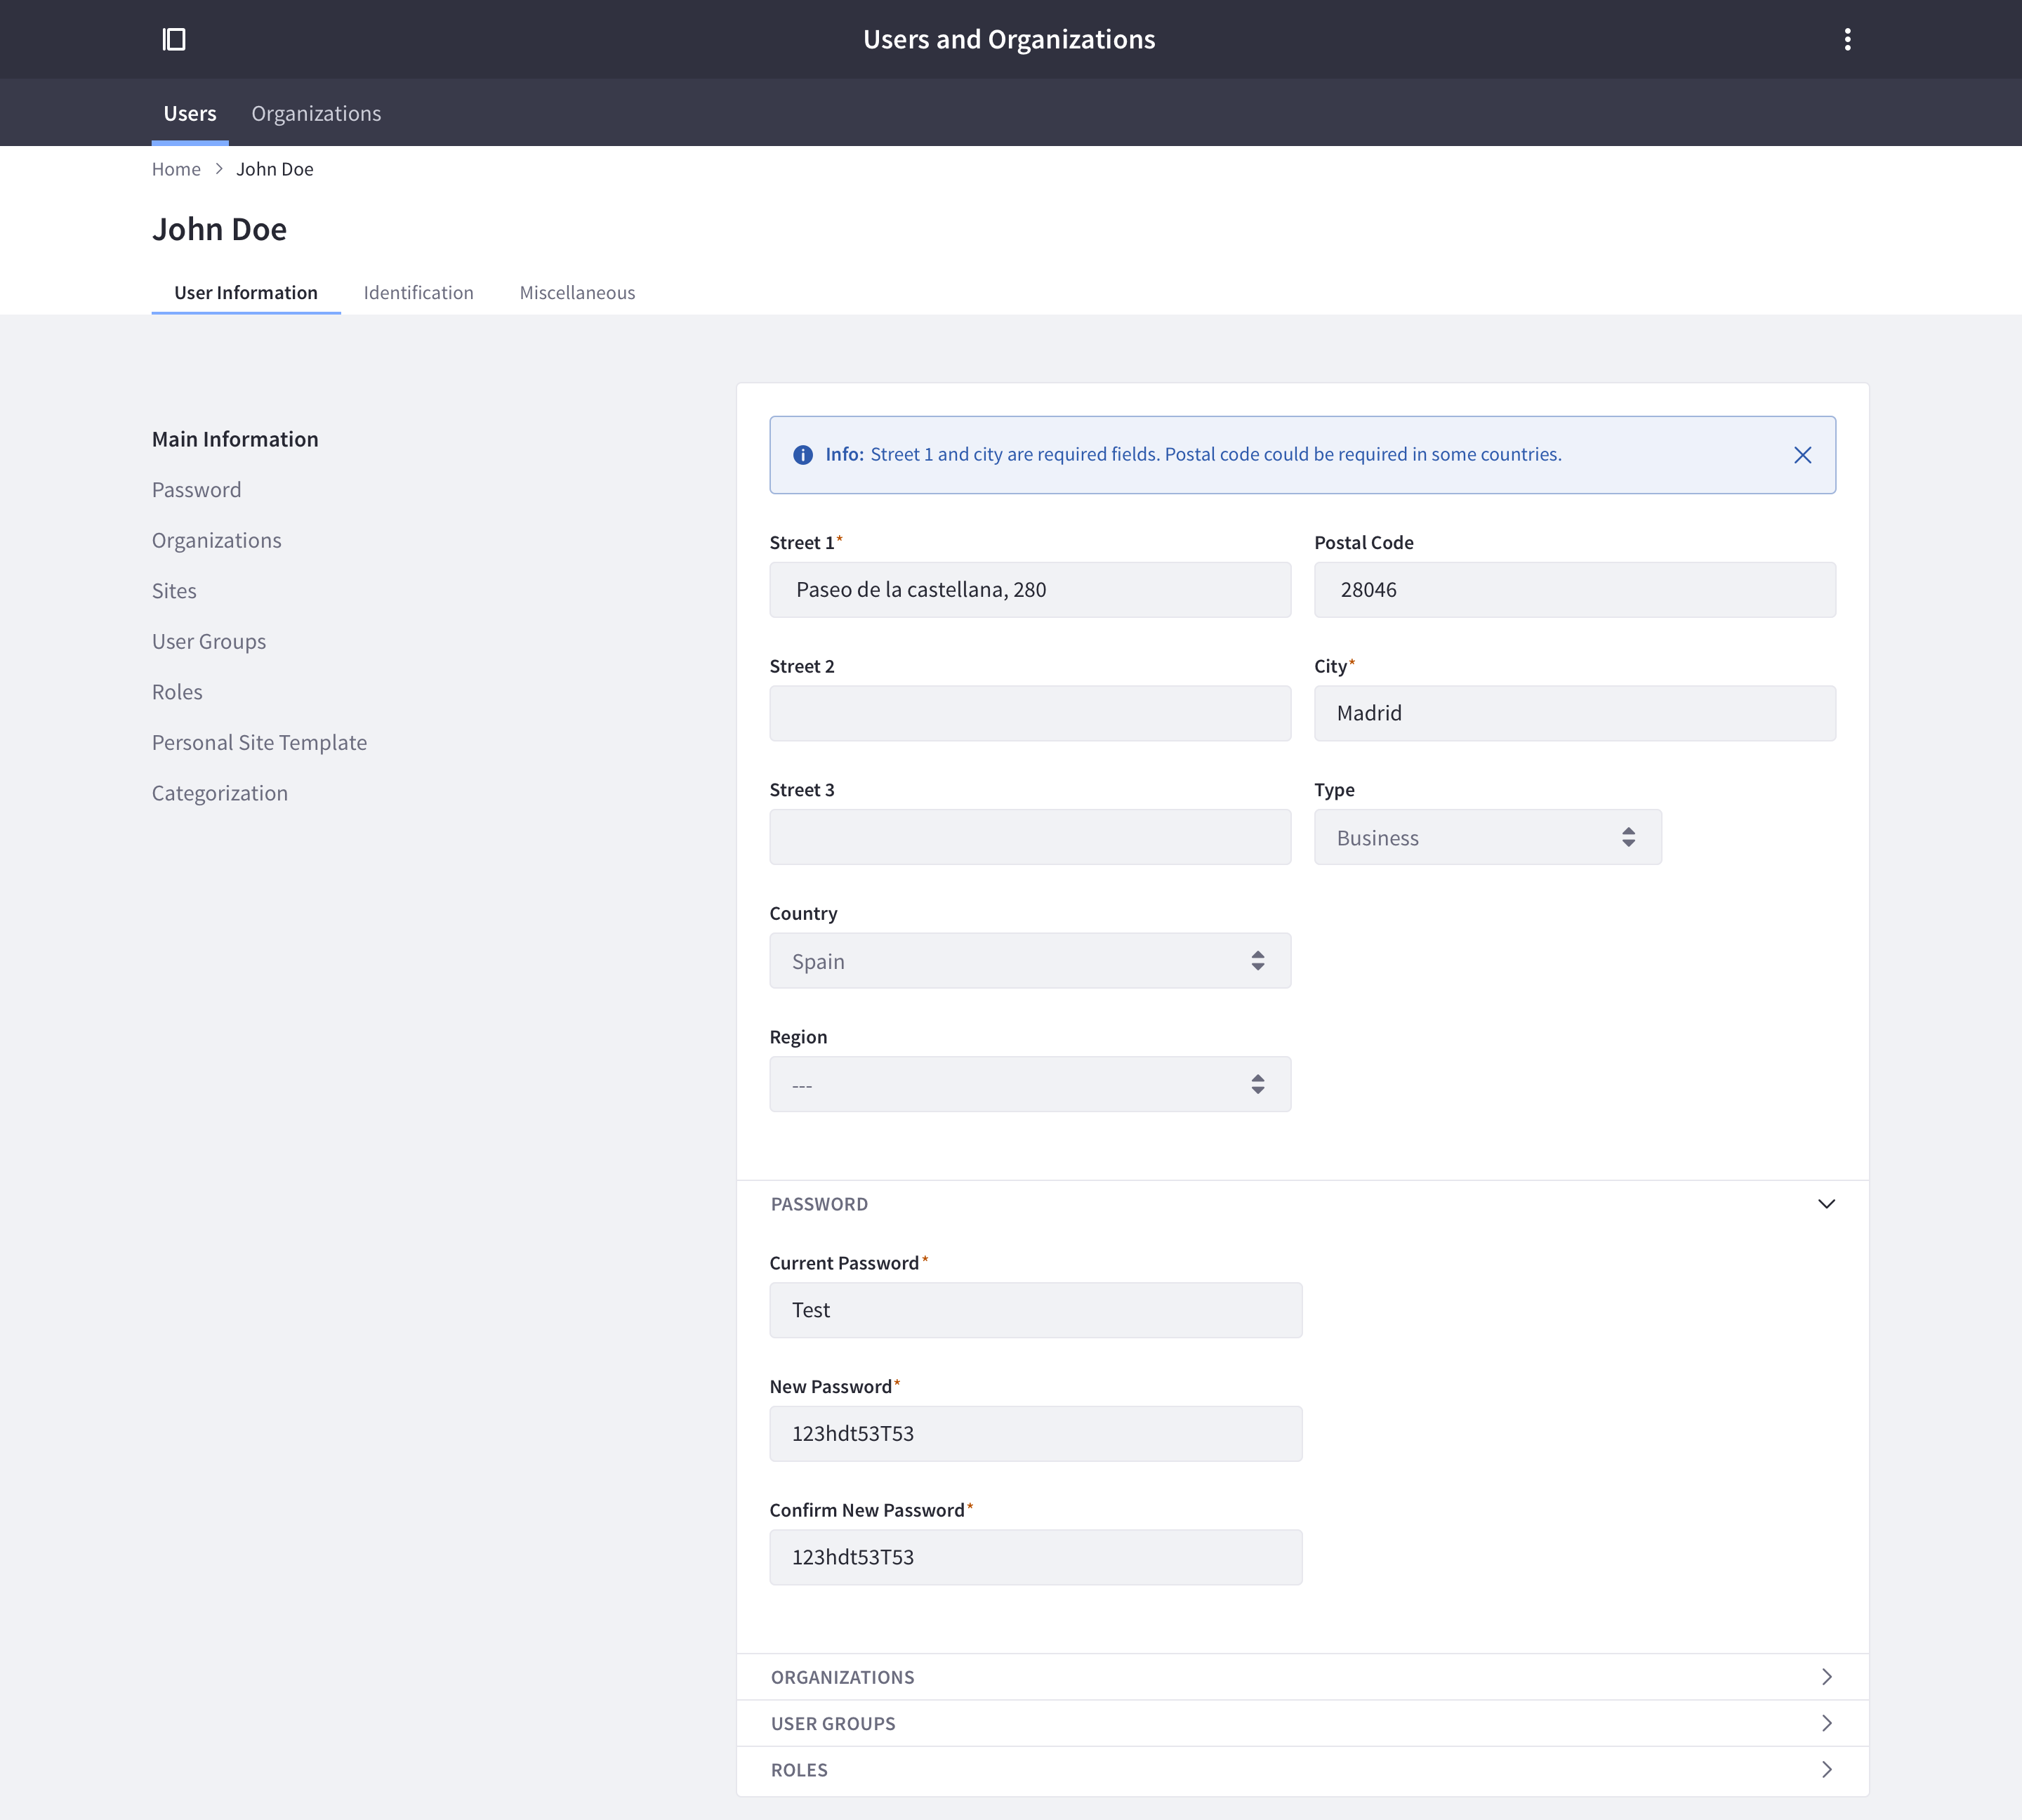 Users and Organizations
Users Organizations
Home > John Doe
John Doe
User Information Identification Miscellaneous
Main Information
Password
Organizations
Sites
User Groups
Roles
Personal Site Template
Categorization
Info: Street 1 and city are required fields. Postal code could be required in some countries.
Street 1* Postal Code
Paseo de la castellana, 280 28046
Street 2 City*
Madrid
Street 3 Type
Business
Country
Spain
Region
---
PASSWORD
Current Password*
Test
New Password*
123hdt53T53
Confirm New Password*
123hdt53T53
ORGANIZATIONS
USER GROUPS
ROLES